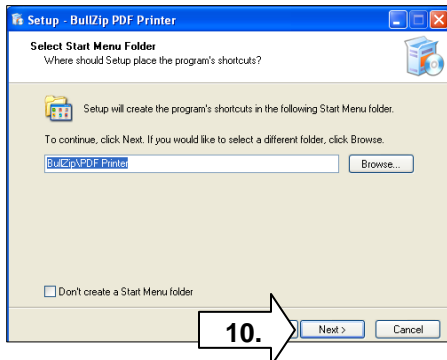 Setup - BullZip PDF Printer
Select Start Menu Folder
Where should Setup place the program's shortcuts?
Setup will create the program's shortcuts in the following Start Menu folder.
To continue, click Next. If you would like to select a different folder, click Browse.
BullZip\PDF Printer
Browse...
Don't create a Start Menu folder
10.
Next >
Cancel